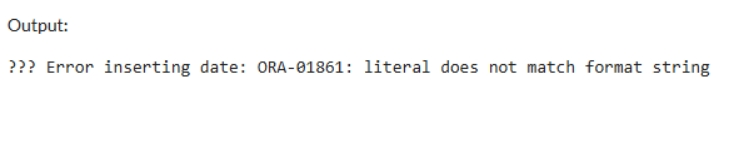 Output:
??? Error inserting date: ORA-01861: literal does not match format string